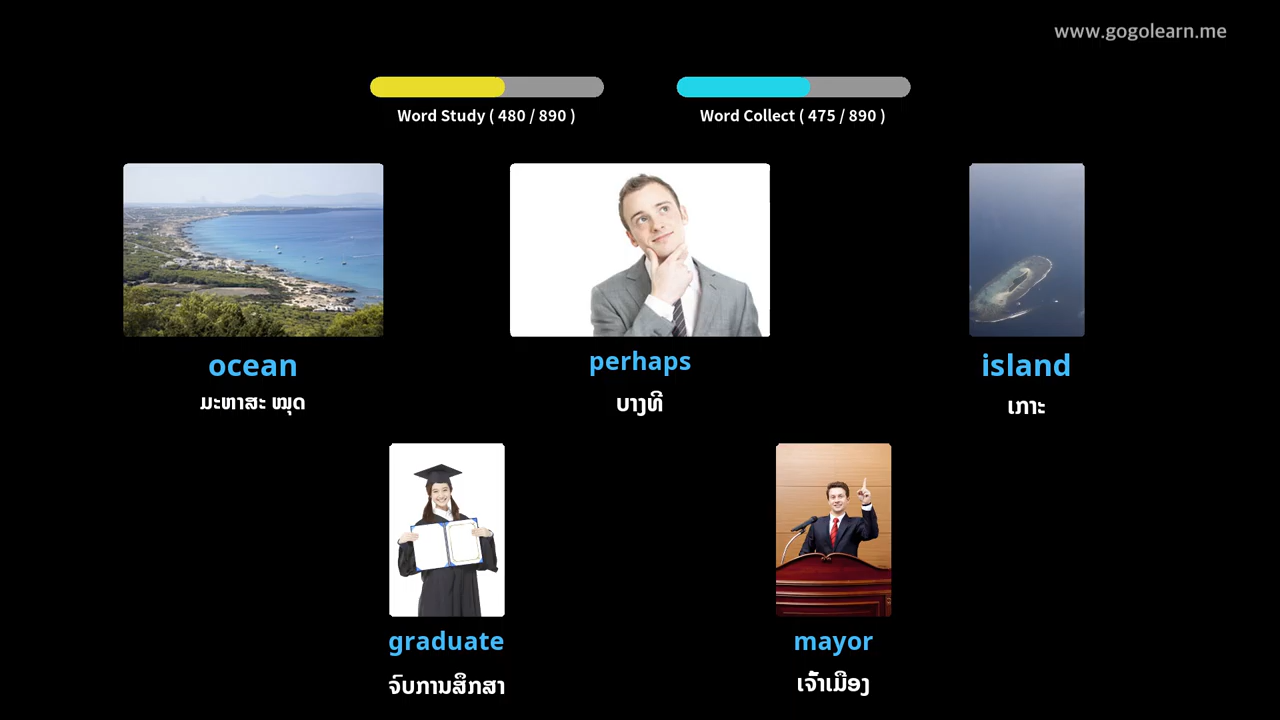 www.gogolearn.me
Word Study ( 480 / 890 )
Word Collect ( 475 / 890 )
ocean
ມະຫາສະ ໝຸດ
perhaps
ບາງທີ
island
ເກາະ
graduate
ຈົບການສຶກສາ
mayor
ເຈົ້າເມືອງ